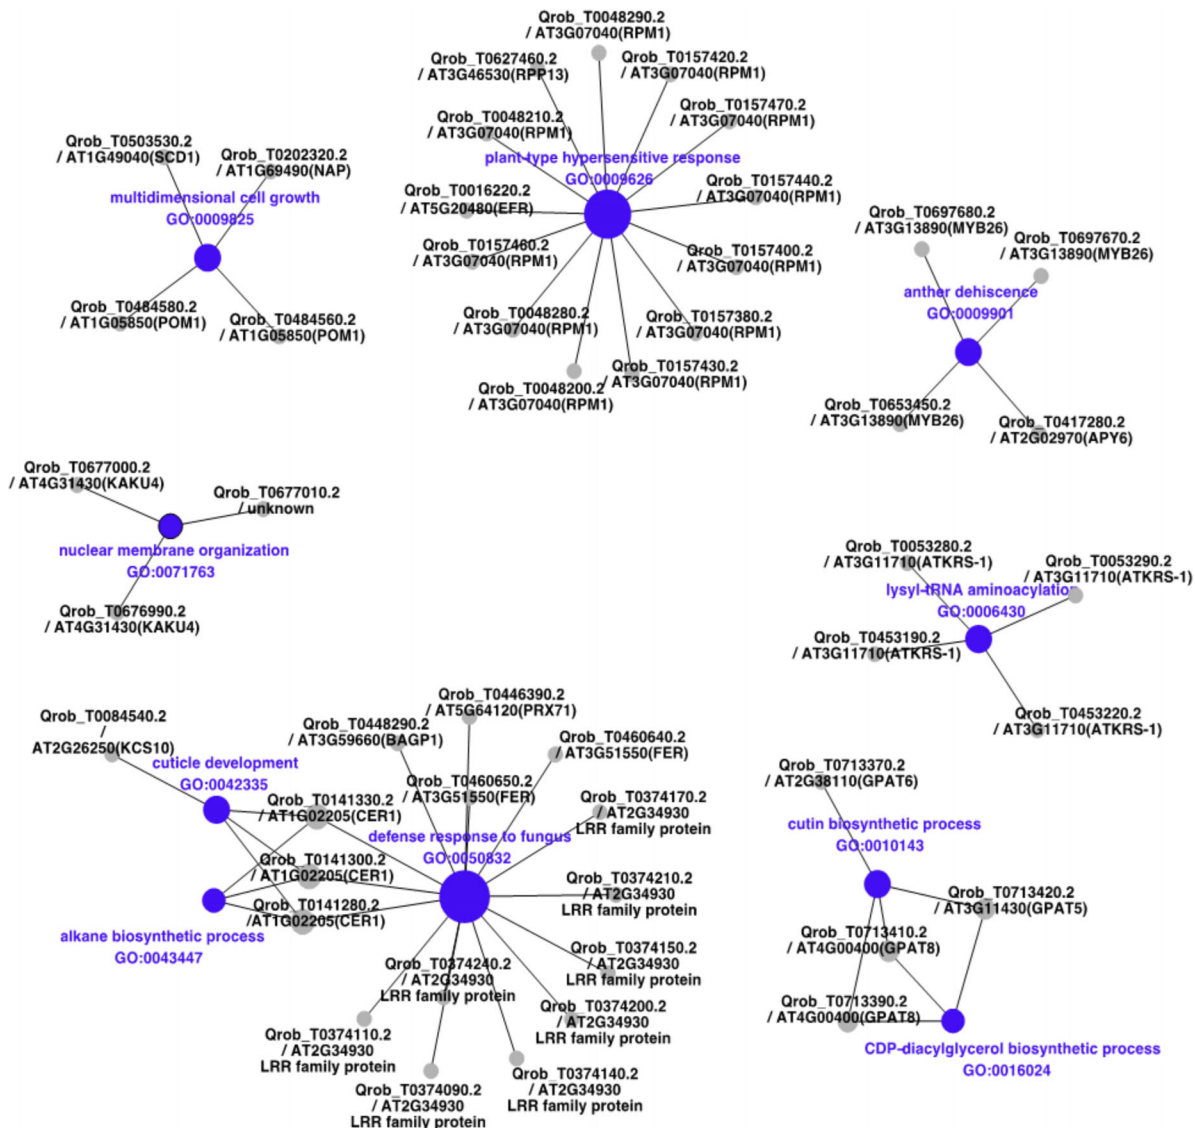 Qrob_T0048290.2
/ AT3G07040(RPM1)
Qrob_T0627460.2
/ AT3G46530(RPP13)
Qrob_T0157420.2
/ AT3G07040(RPM1)
Qrob_T0048210.2
/ AT3G07040(RPM1)
Qrob_T0157470.2
/ AT3G07040(RPM1)
plant-type hypersensitive response
GO:0009626
Qrob_T0016220.2
/ AT5G20480(EFR)
Qrob_T0157440.2
/ AT3G07040(RPM1)
Qrob_T0157460.2
/ AT3G07040(RPM1)
Qrob_T0157400.2
/ AT3G07040(RPM1)
Qrob_T0048280.2
/ AT3G07040(RPM1)
Qrob_T0157380.2
/ AT3G07040(RPM1)
Qrob_T0048200.2
/ AT3G07040(RPM1)
Qrob_T0157430.2
/ AT3G07040(RPM1)
Qrob_T0503530.2
/ AT1G49040(SCD1)
Qrob_T0202320.2
/ AT1G69490(NAP)
multidimensional cell growth
GO:0009825
Qrob_T0484580.2
/ AT1G05850(POM1)
Qrob_T0484560.2
/ AT1G05850(POM1)
Qrob_T0697680.2
/ AT3G13890(MYB26)
Qrob_T0697670.2
/ AT3G13890(MYB26)
anther dehiscence
GO:0009901
Qrob_T0653450.2
/ AT3G13890(MYB26)
Qrob_T0417280.2
/ AT2G02970(APY6)
Qrob_T0677000.2
/ AT4G31430(KAKU4)
Qrob_T0677010.2
/ unknown
nuclear membrane organization
GO:0071763
Qrob_T0676990.2
/ AT4G31430(KAKU4)
Qrob_T0053280.2
/ AT3G11710(ATKRS-1)
Qrob_T0053290.2
/ AT3G11710(ATKRS-1)
lysyl-tRNA aminoacylation
GO:0006430
Qrob_T0453190.2
/ AT3G11710(ATKRS-1)
Qrob_T0453220.2
/ AT3G11710(ATKRS-1)
Qrob_T0084540.2
/
AT2G26250(KCS10)
cuticle development
GO:0042335
Qrob_T0141330.2
/ AT1G02205(CER1)
Qrob_T0141300.2
/ AT1G02205(CER1)
Qrob_T0141280.2
/AT1G02205(CER1)
alkane biosynthetic process
GO:0043447
Qrob_T0446390.2
/ AT5G64120(PRX71)
Qrob_T0448290.2
/ AT3G59660(BAGP1)
Qrob_T0460640.2
/ AT3G51550(FER)
Qrob_T0460650.2
/ AT3G51550(FER)
Qrob_T0374170.2
/ AT2G34930
LRR family protein
defense response to fungus
GO:0050832
Qrob_T0374210.2
/ AT2G34930
LRR family protein
Qrob_T0374150.2
/ AT2G34930
LRR family protein
Qrob_T0374240.2
/ AT2G34930
LRR family protein
Qrob_T0374200.2
/ AT2G34930
LRR family protein
Qrob_T0374110.2
/ AT2G34930
LRR family protein
Qrob_T0374140.2
/ AT2G34930
LRR family protein
Qrob_T0374090.2
/ AT2G34930
LRR family protein
Qrob_T0713370.2
/ AT2G38110(GPAT6)
cutin biosynthetic process
GO:0010143
Qrob_T0713420.2
/ AT3G11430(GPAT5)
Qrob_T0713410.2
/ AT4G00400(GPAT8)
Qrob_T0713390.2
/ AT4G00400(GPAT8)
CDP-diacylglycerol biosynthetic process
GO:0016024